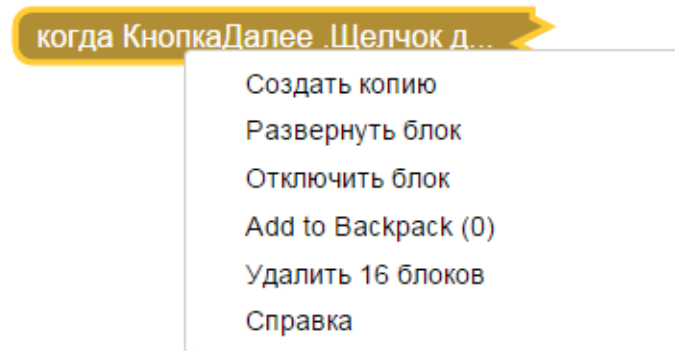 когда КнопкаДалее .Щелчок д...
Создать копию
Развернуть блок
Отключить блок
Add to Backpack (0)
Удалить 16 блоков
Справка